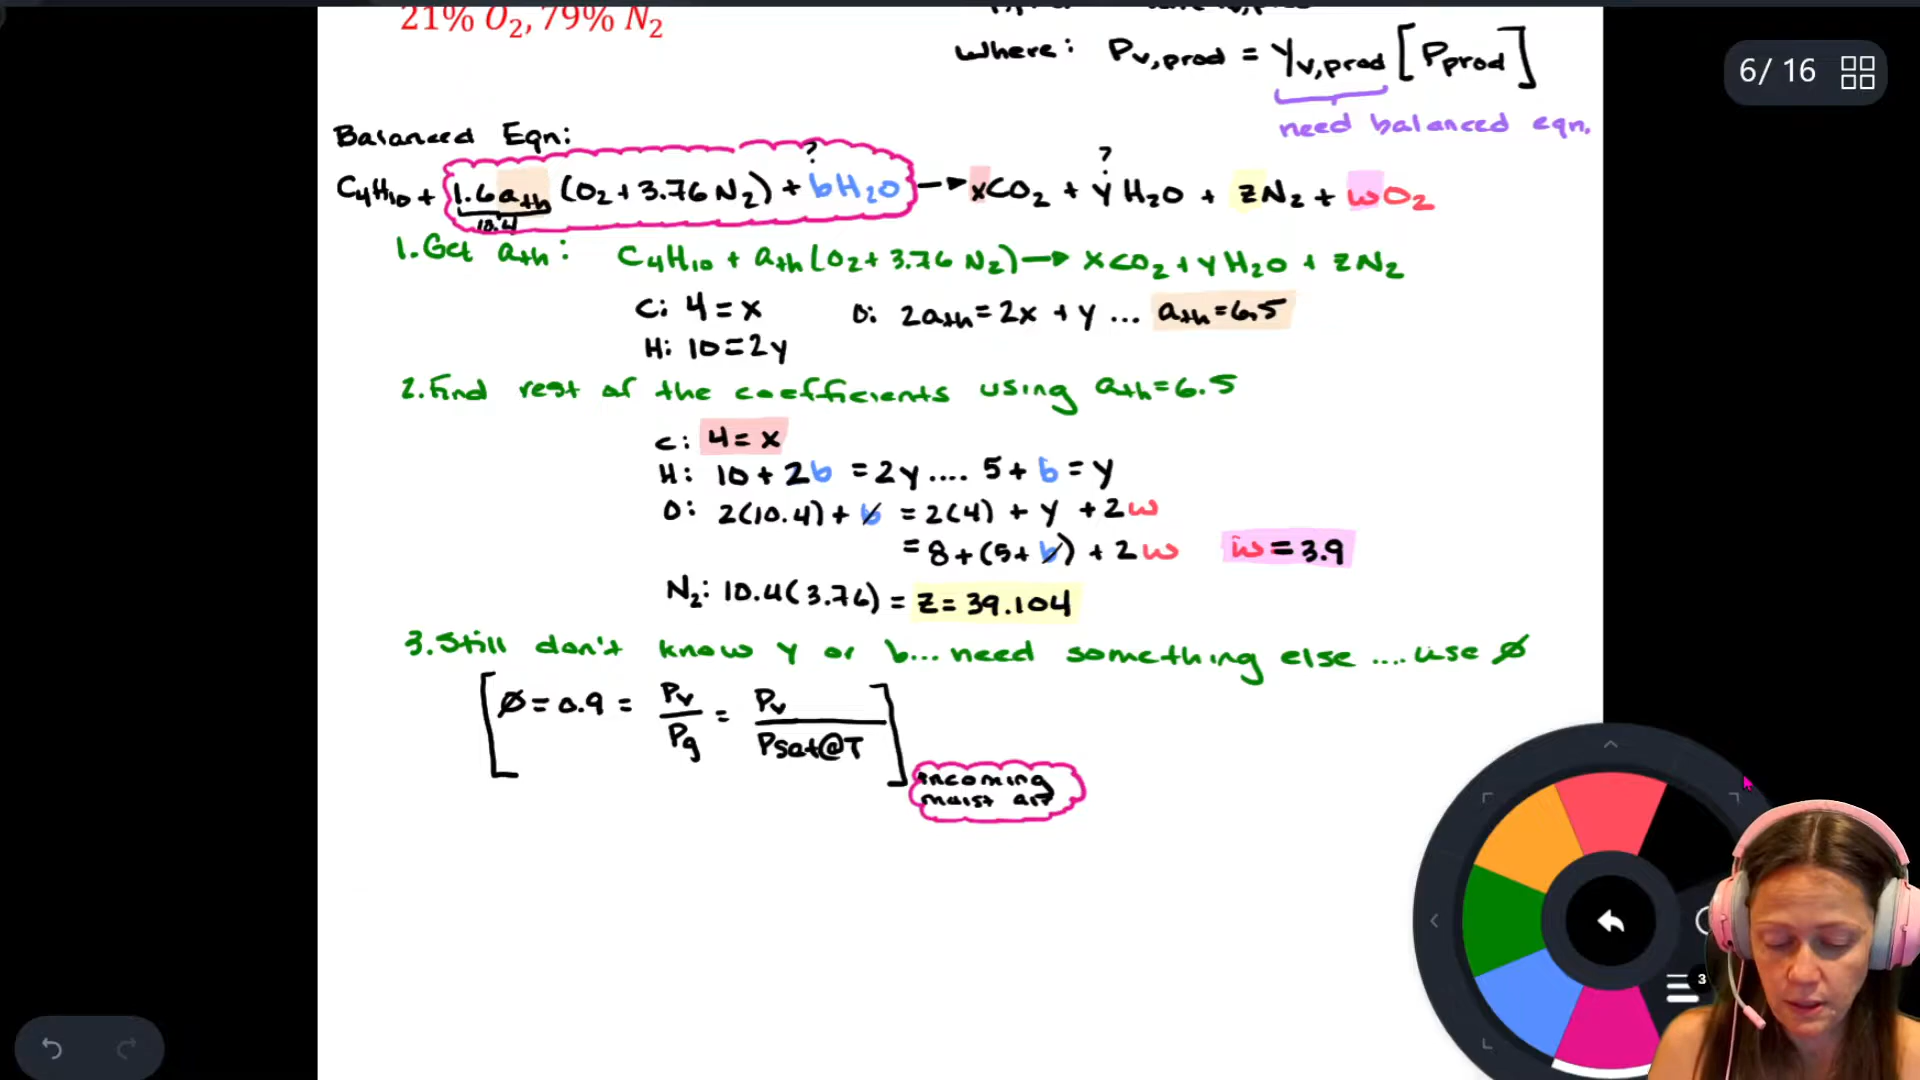 21% O₂, 79% N₂
where: Pv,prod = yv,prod [Pprod]
need balanced eqn.
6/ 16
Balanced Eqn:
? ?
C₄H₁₀ + 1.6ath (O₂ + 3.76 N₂) + bH₂O → xCO₂ + yH₂O + zN₂ + wO₂
10.4
1. Get ath: C₄H₁₀ + ath (O₂ + 3.76 N₂) → xCO₂ + yH₂O + zN₂
C: 4 = x O: 2ath = 2x + y ... ath = 6.5
H: 10 = 2y
2. Find rest of the coefficients using ath = 6.5
C: 4 = x
H: 10 + 2b = 2y .... 5 + b = y
O: 2(10.4) + b = 2(4) + y + 2w
= 8 + (5 + b) + 2w w = 3.9
N₂: 10.4(3.76) = z = 39.104
3. Still don't know y or b... need something else .... use ø
[ø = 0.9 = Pv/Pg = Pv/Psat@T]
incoming
moist air
3